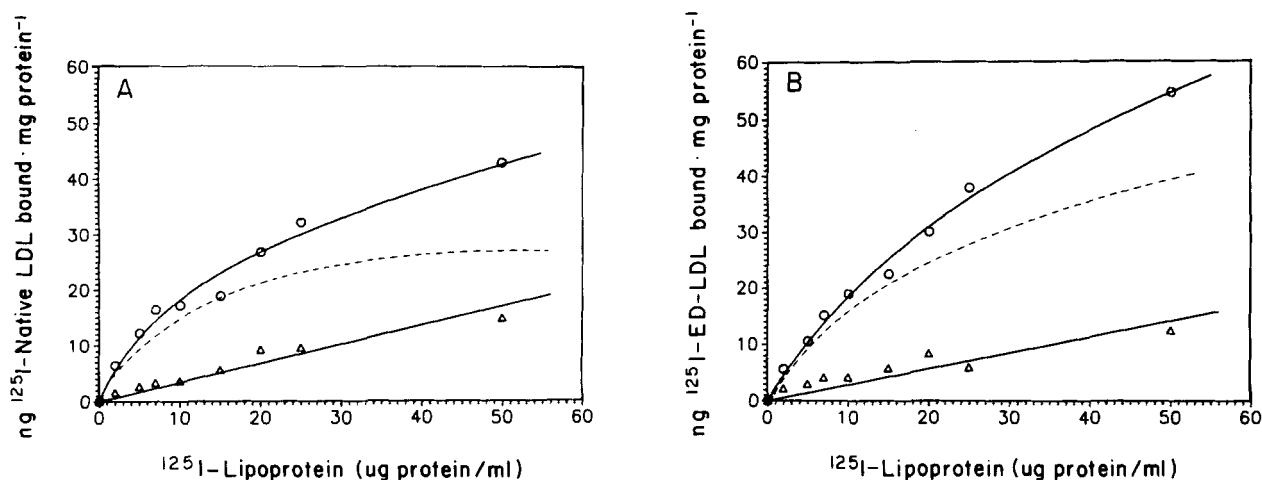 A
ng ¹²⁵I-Native LDL bound · mg protein⁻¹
60
50
40
30
20
10
0
0 10 20 30 40 50 60
¹²⁵I-Lipoprotein (ug protein/ml)
B
ng ¹²⁵I-ED-LDL bound · mg protein⁻¹
60
50
40
30
20
10
0
0 10 20 30 40 50 60
¹²⁵I-Lipoprotein (ug protein/ml)